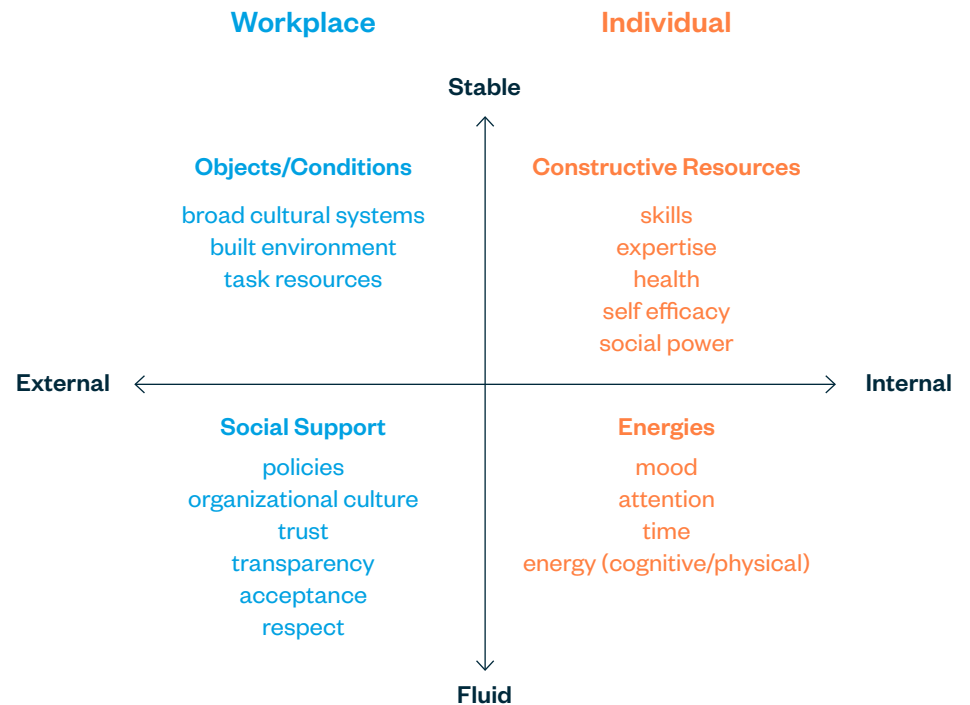 Workplace
Individual
Stable
Objects/Conditions
broad cultural systems
built environment
task resources
Constructive Resources
skills
expertise
health
self efficacy
social power
External
Internal
Social Support
policies
organizational culture
trust
transparency
acceptance
respect
Energies
mood
attention
time
energy (cognitive/physical)
Fluid